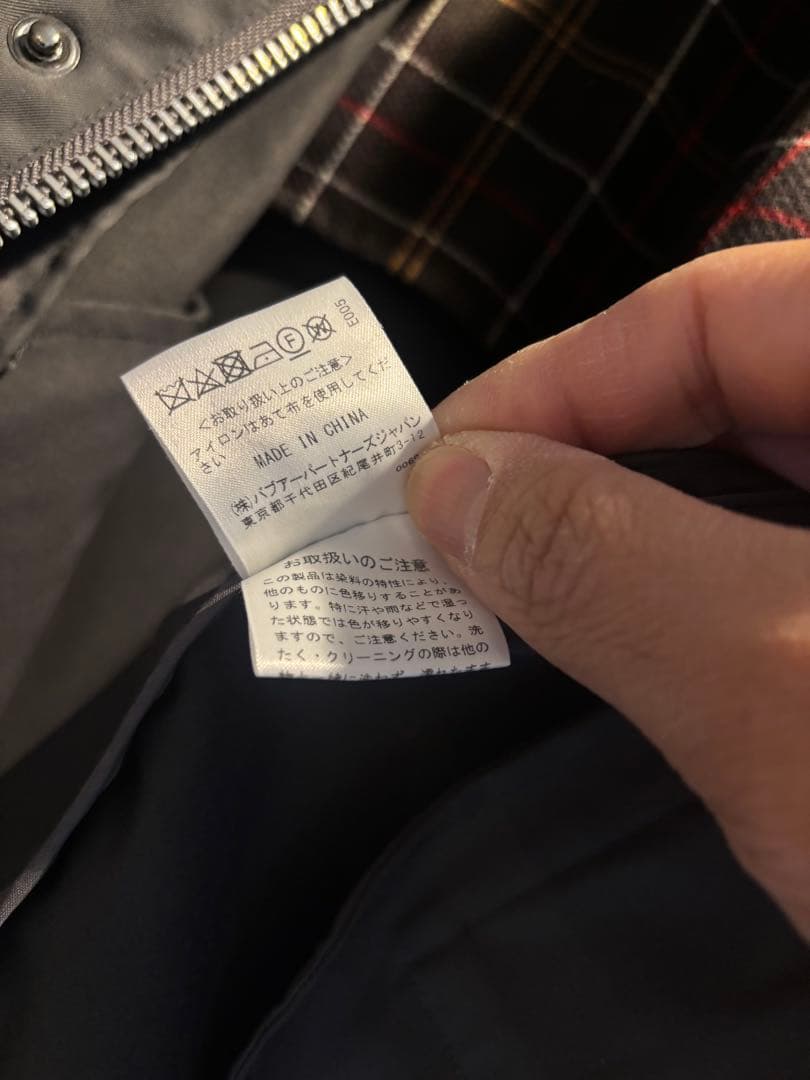 E05
F W
<お取り扱い上のご注意>
アイロンはあて布を使用してくだ
さい
MADE IN CHINA
(株)バブアーパートナーズジャパン
東京都千代田区紀尾井町3-12
お取扱いのご注意
この製品は染料の特性により、
他のものに色移りすることがあ
ります。特に汗や雨などで湿っ
た状態では色が移りやすくなり
ますので、ご注意ください。洗
たく・クリーニングの際は他の